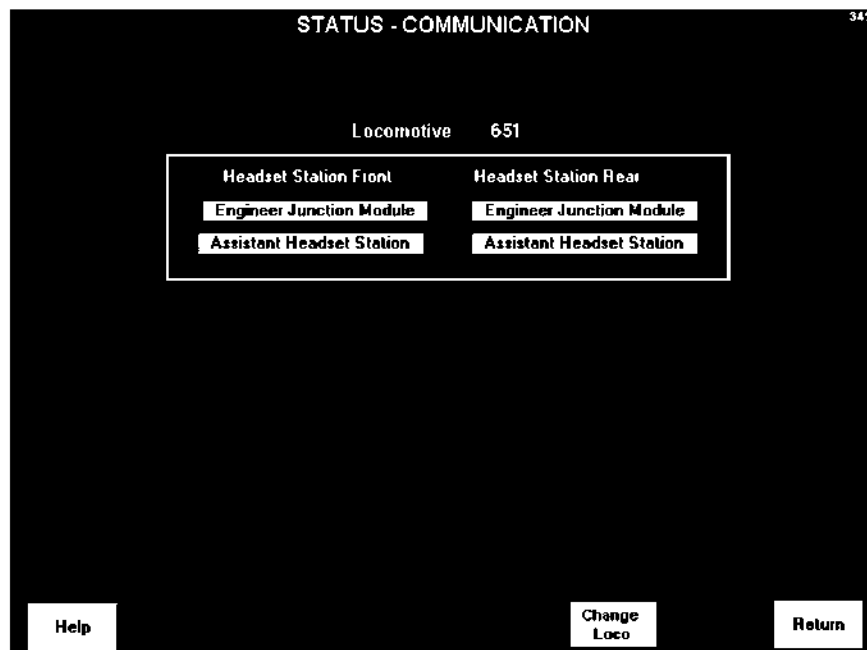 STATUS - COMMUNICATION
Locomotive 651
Headset Station Front Headset Station Rear
Engineer Junction Module Engineer Junction Module
Assistant Headset Station Assistant Headset Station
Help Change Loco Return